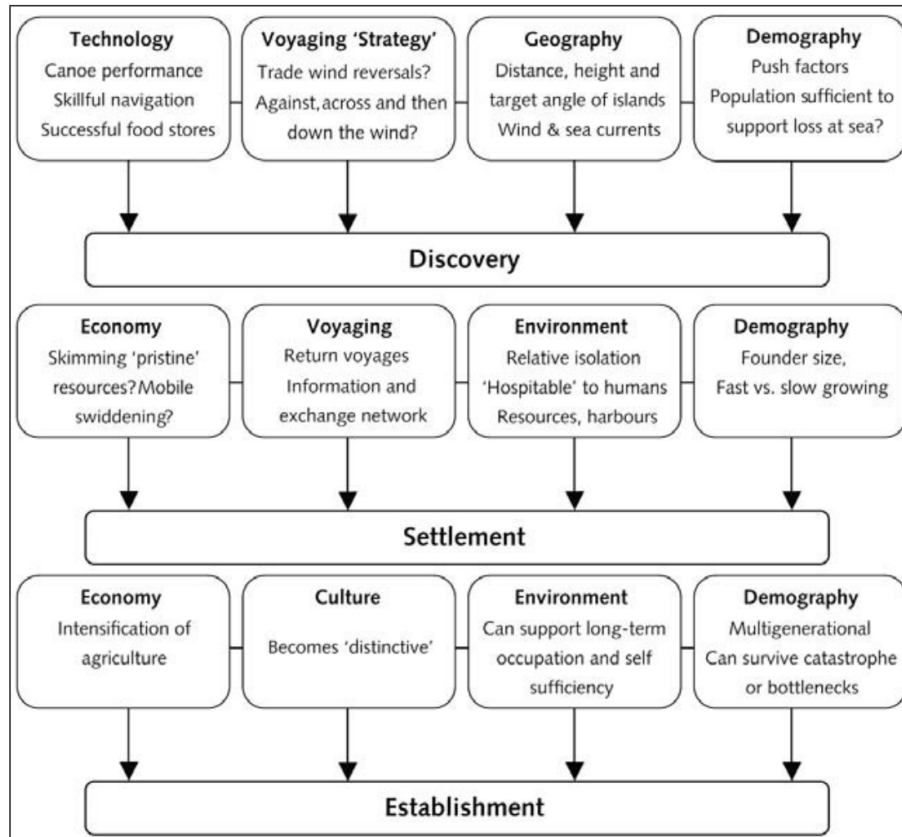 Technology
Canoe performance
Skillful navigation
Successful food stores
Voyaging ‘Strategy’
Trade wind reversals?
Against, across and then
down the wind?
Geography
Distance, height and
target angle of islands
Wind & sea currents
Demography
Push factors
Population sufficient to
support loss at sea?
Discovery
Economy
Skimming ‘pristine’
resources? Mobile
swiddening?
Voyaging
Return voyages
Information and
exchange network
Environment
Relative isolation
‘Hospitable’ to humans
Resources, harbours
Demography
Founder size,
Fast vs. slow growing
Settlement
Economy
Intensification of
agriculture
Culture
Becomes ‘distinctive’
Environment
Can support long-term
occupation and self
sufficiency
Demography
Multigenerational
Can survive catastrophe
or bottlenecks
Establishment